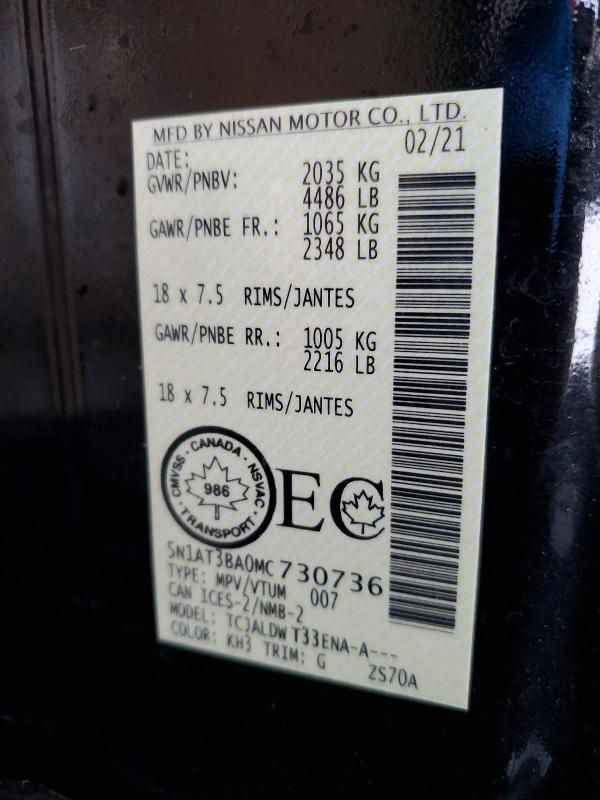 MFD BY NISSAN MOTOR CO., LTD.
DATE: 02/21
GVWR/PNBV: 2035 KG
4486 LB
GAWR/PNBE FR.: 1065 KG
2348 LB
18 x 7.5 RIMS/JANTES
GAWR/PNBE RR.: 1005 KG
2216 LB
18 x 7.5 RIMS/JANTES
CMVSS · CANADA · NSVAC
986
· TRANSPORT ·
EC
5N1AT3BA0MC730736
TYPE: MPV/VTUM 007
CAN ICES-2/NMB-2
MODEL: TCJALDW T33ENA-A---
COLOR: KH3 TRIM: G ZS70A